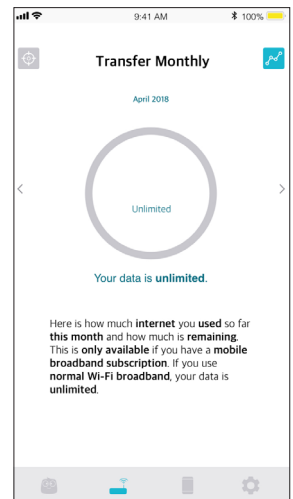 9:41 AM 100%
Transfer Monthly
April 2018
Unlimited
Your data is unlimited.
Here is how much internet you used so far
this month and how much is remaining.
This is only available if you have a mobile
broadband subscription. If you use
normal Wi-Fi broadband, your data is
unlimited.